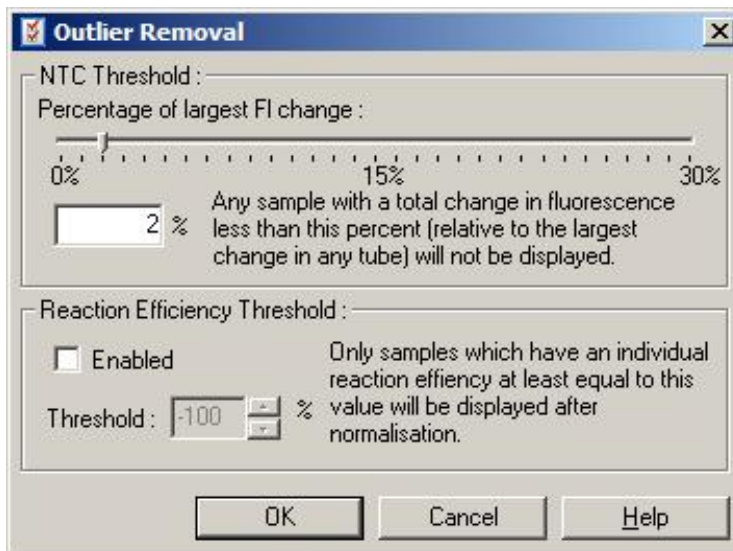 Outlier Removal
NTC Threshold :
Percentage of largest Fl change :
0% 15% 30%
2 %
Any sample with a total change in fluorescence
less than this percent (relative to the largest
change in any tube) will not be displayed.
Reaction Efficiency Threshold :
Enabled
Threshold : -100 %
Only samples which have an individual
reaction effiency at least equal to this
value will be displayed after
normalisation.
OK Cancel Help